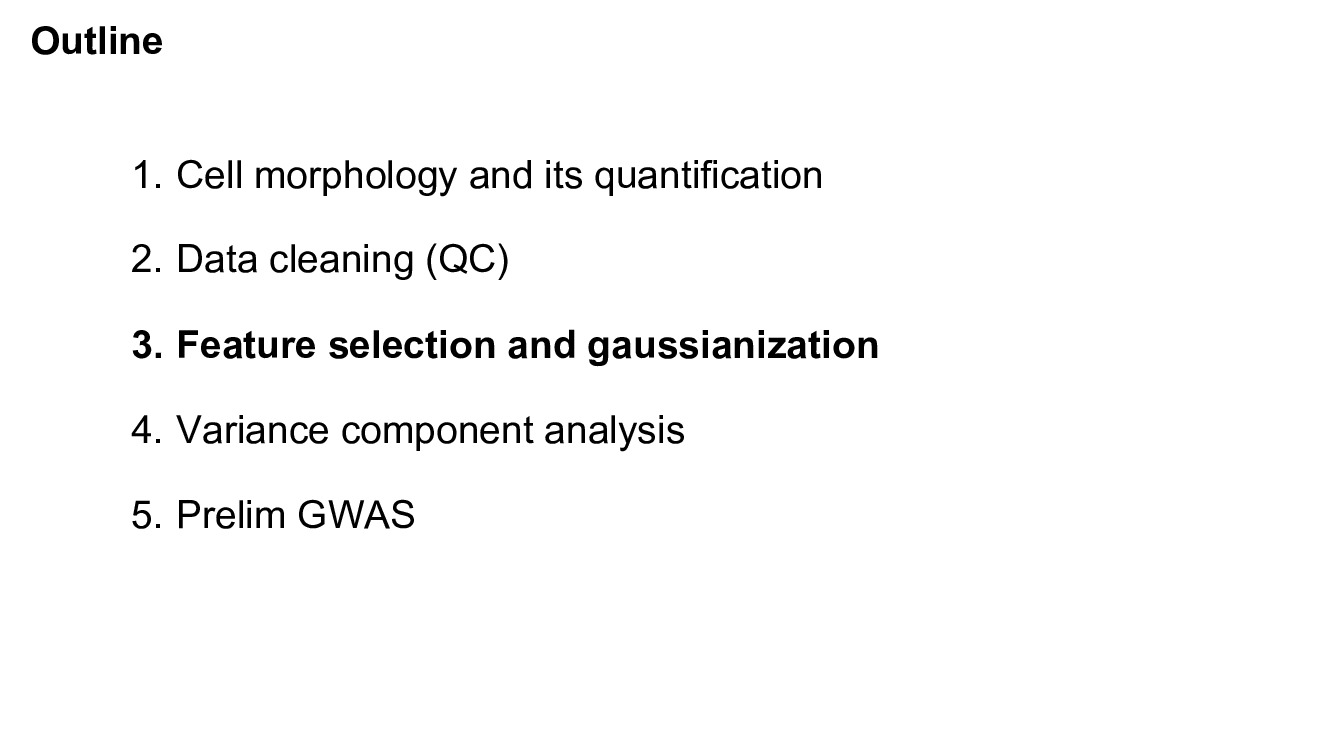 Outline
1. Cell morphology and its quantification
2. Data cleaning (QC)
3. Feature selection and gaussianization
4. Variance component analysis
5. Prelim GWAS